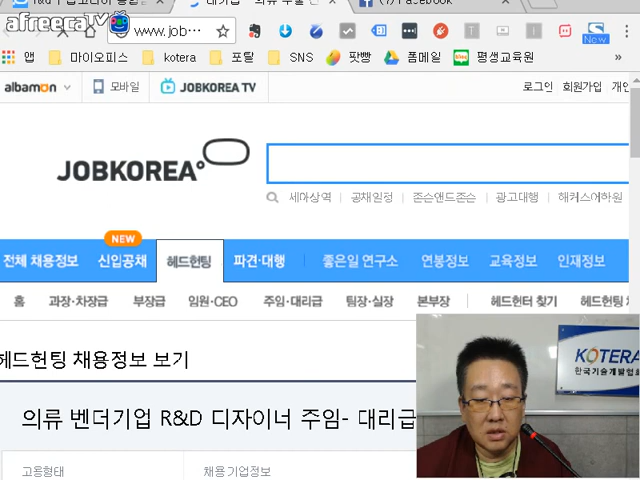 afreecaTV
(7) Facebook
www.job
New
앱 마이오피스 kotera 포탈 SNS 팟빵 폼메일 평생교육원 »
albamon 모바일 JOBKOREA TV 로그인 회원가입 개인
JOBKOREA
세아상역 공채일정 존슨앤드존슨 광고대행 해커스어학원
NEW
전체 채용정보 신입공채 헤드헌팅 파견·대행 좋은일 연구소 연봉정보 교육정보 인재정보
홈 과장·차장급 부장급 임원·CEO 주임·대리급 팀장·실장 본부장 헤드헌터 찾기 헤드헌팅
헤드헌팅 채용정보 보기
KOTERA
한국기술개발협회
의류 벤더기업 R&D 디자이너 주임- 대리급
고용형태 채용기업정보